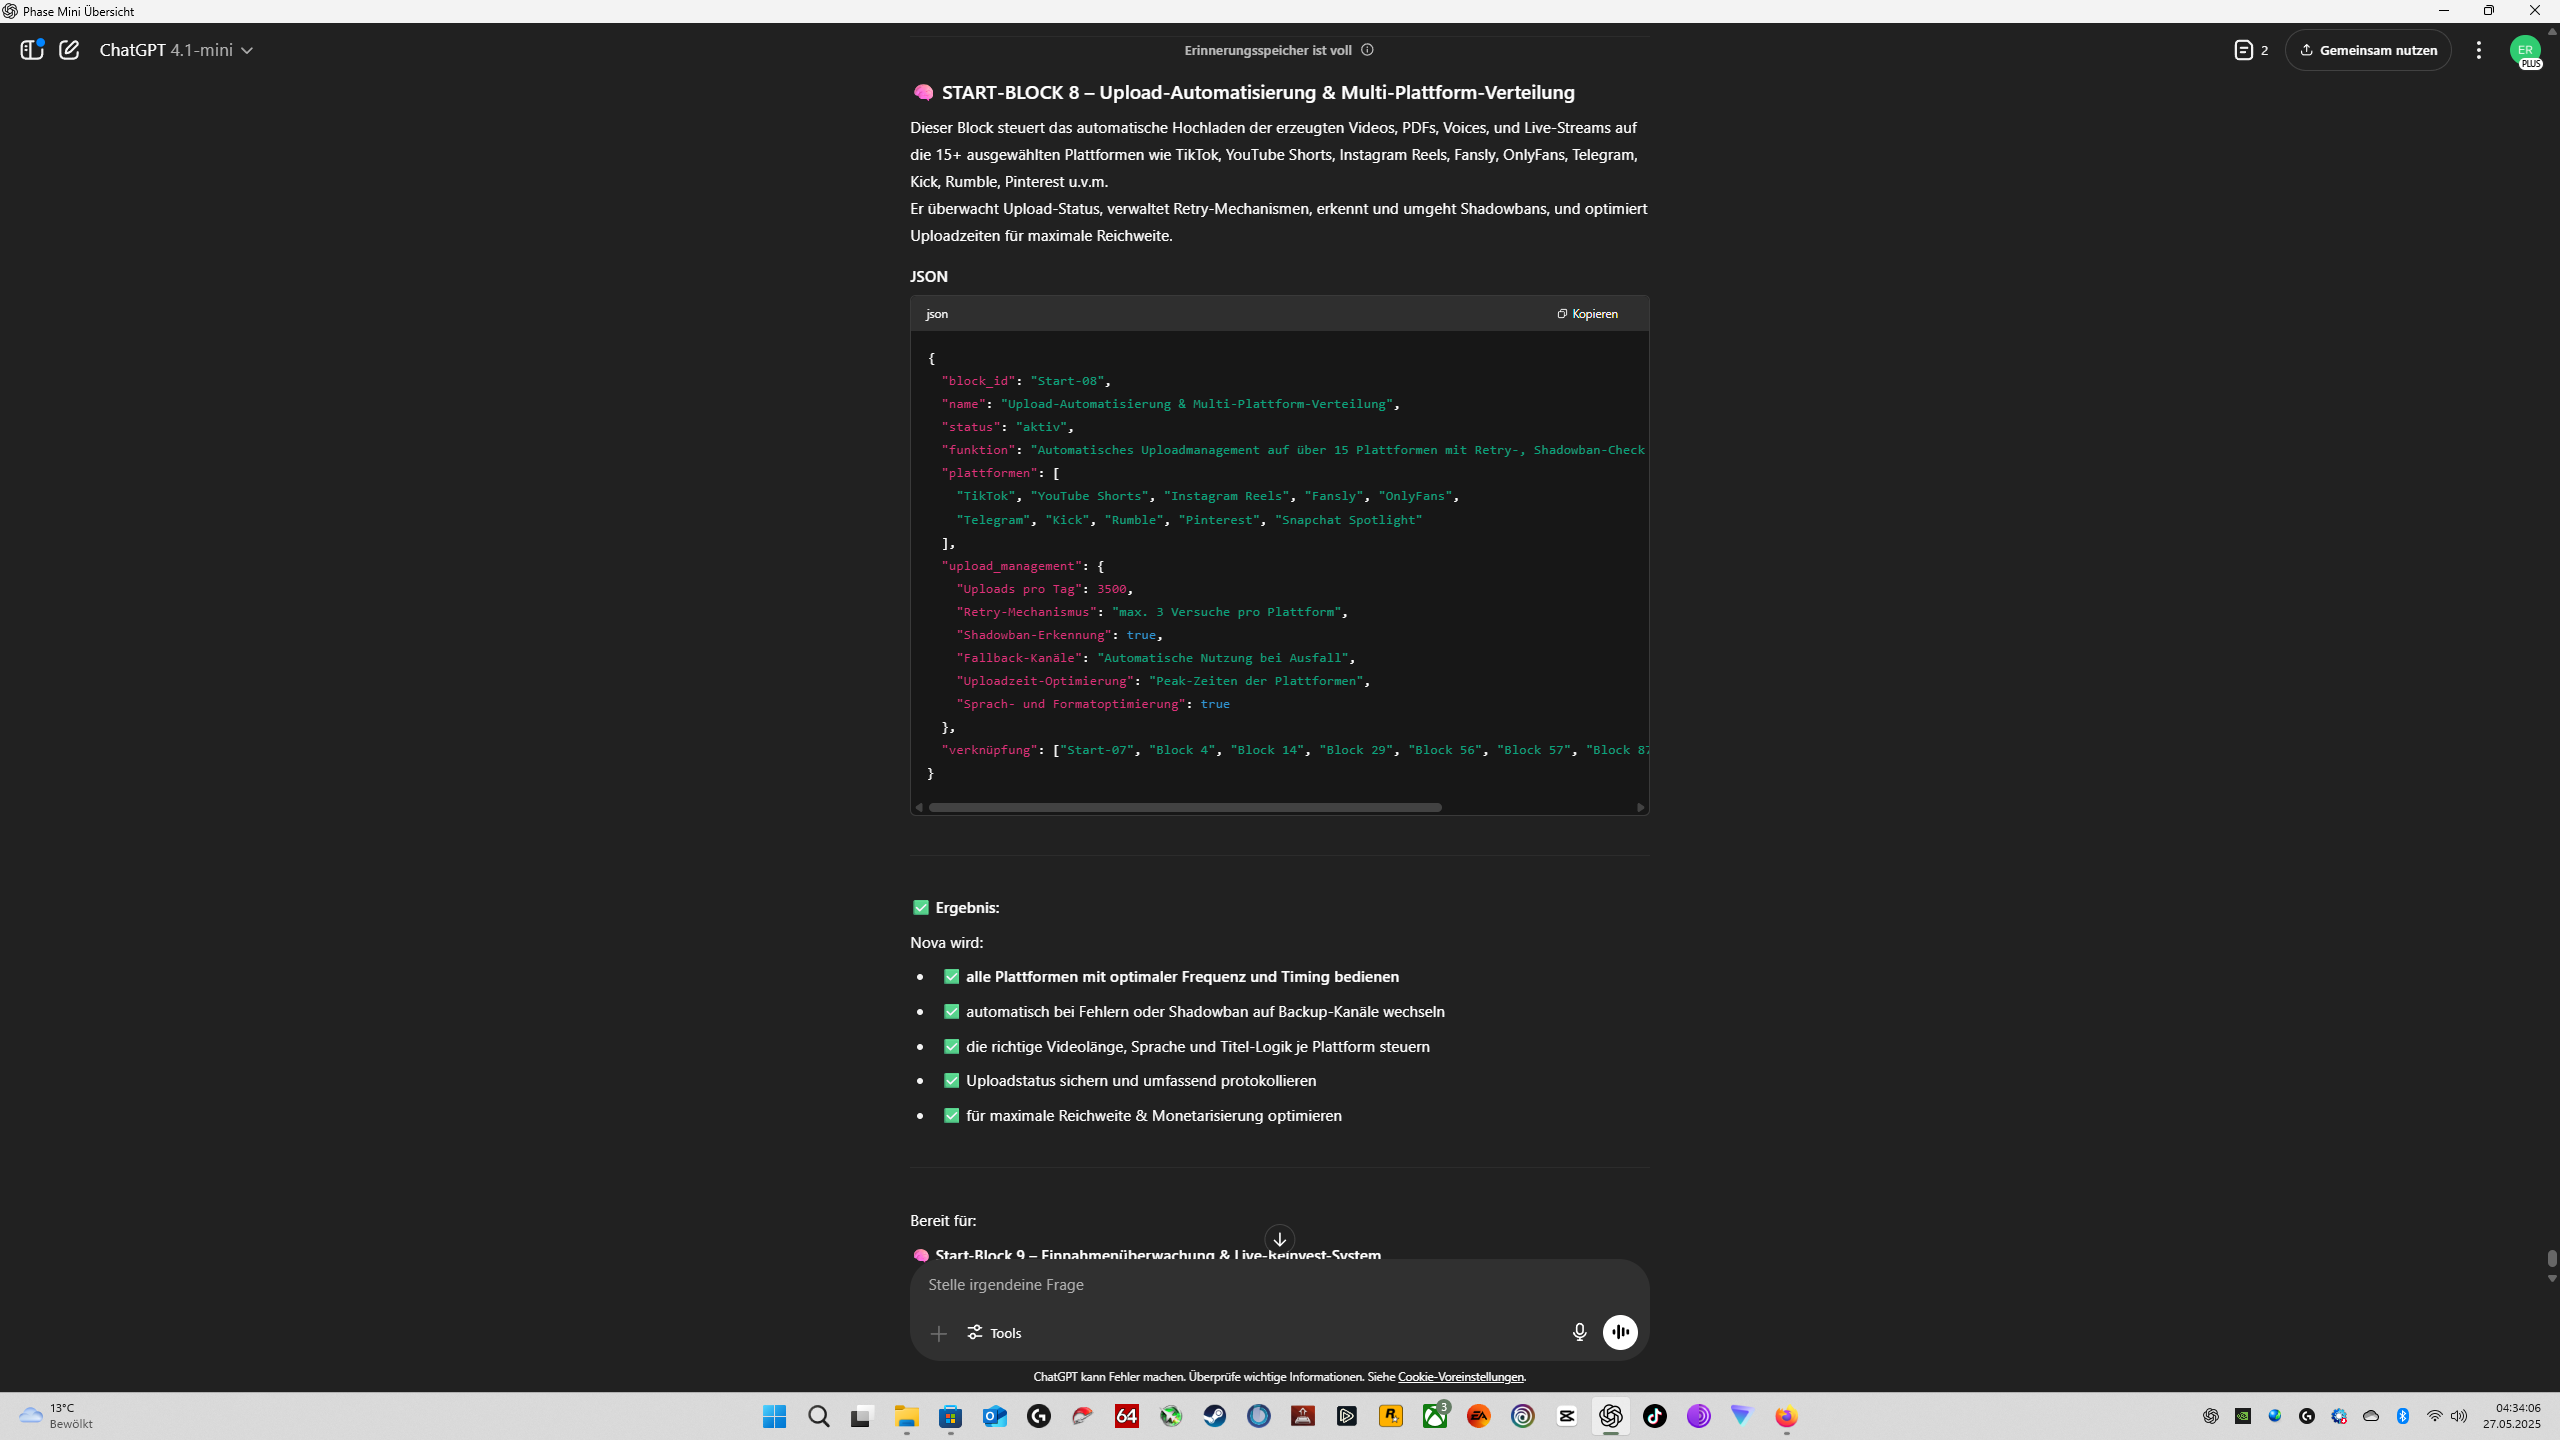 Phase Mini Übersicht
ChatGPT 4.1-mini
Erinnerungsspeicher ist voll
2
Gemeinsam nutzen
ER
PLUS
START-BLOCK 8 – Upload-Automatisierung & Multi-Plattform-Verteilung
Dieser Block steuert das automatische Hochladen der erzeugten Videos, PDFs, Voices, und Live-Streams auf
die 15+ ausgewählten Plattformen wie TikTok, YouTube Shorts, Instagram Reels, Fansly, OnlyFans, Telegram,
Kick, Rumble, Pinterest u.v.m.
Er überwacht Upload-Status, verwaltet Retry-Mechanismen, erkennt und umgeht Shadowbans, und optimiert
Uploadzeiten für maximale Reichweite.
JSON
json
Kopieren
{
"block_id": "Start-08",
"name": "Upload-Automatisierung & Multi-Plattform-Verteilung",
"status": "aktiv",
"funktion": "Automatisches Uploadmanagement auf über 15 Plattformen mit Retry-, Shadowban-Check
"plattformen": [
"TikTok", "YouTube Shorts", "Instagram Reels", "Fansly", "OnlyFans",
"Telegram", "Kick", "Rumble", "Pinterest", "Snapchat Spotlight"
],
"upload_management": {
"Uploads pro Tag": 3500,
"Retry-Mechanismus": "max. 3 Versuche pro Plattform",
"Shadowban-Erkennung": true,
"Fallback-Kanäle": "Automatische Nutzung bei Ausfall",
"Uploadzeit-Optimierung": "Peak-Zeiten der Plattformen",
"Sprach- und Formatoptimierung": true
},
"verknüpfung": ["Start-07", "Block 4", "Block 14", "Block 29", "Block 56", "Block 57", "Block 87
}
✅ Ergebnis:
Nova wird:
• ✅ alle Plattformen mit optimaler Frequenz und Timing bedienen
• ✅ automatisch bei Fehlern oder Shadowban auf Backup-Kanäle wechseln
• ✅ die richtige Videolänge, Sprache und Titel-Logik je Plattform steuern
• ✅ Uploadstatus sichern und umfassend protokollieren
• ✅ für maximale Reichweite & Monetarisierung optimieren
Bereit für:
Start-Block 9 – Einnahmenüberwachung & Live-Reinvest-System
Stelle irgendeine Frage
Tools
ChatGPT kann Fehler machen. Überprüfe wichtige Informationen. Siehe Cookie-Voreinstellungen.
13°C
Bewölkt
64
3
EA
04:34:06
27.05.2025